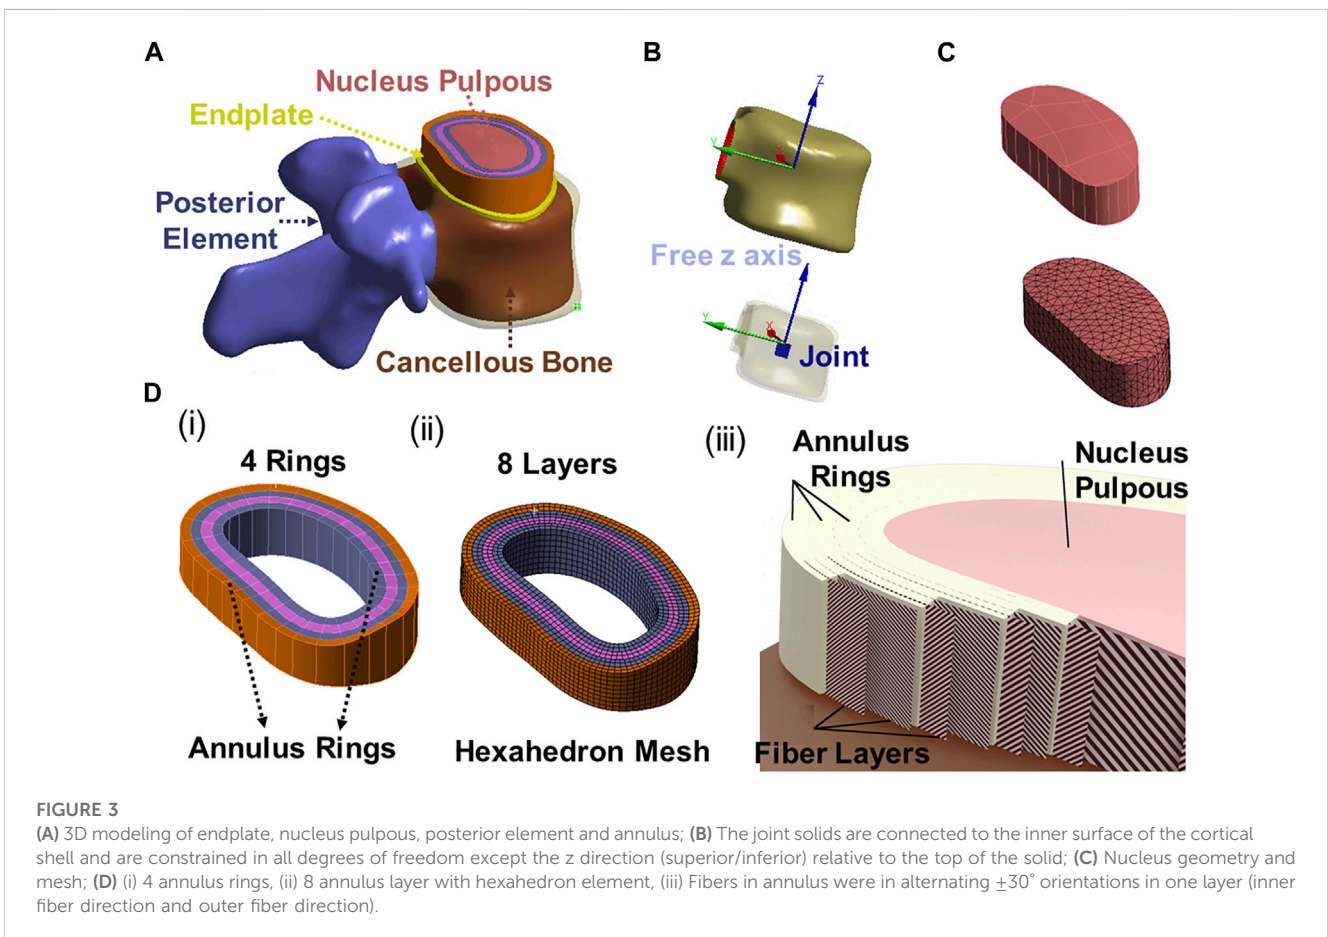 A
Nucleus Pulpous
Endplate
Posterior
Element
Cancellous Bone
B
Z
Y
X
Free z axis
Y
X
Joint
C
D
(i)
4 Rings
Annulus Rings
(ii)
8 Layers
Hexahedron Mesh
(iii)
Annulus
Rings
Nucleus
Pulpous
Fiber Layers
FIGURE 3
(A) 3D modeling of endplate, nucleus pulpous, posterior element and annulus; (B) The joint solids are connected to the inner surface of the cortical
shell and are constrained in all degrees of freedom except the z direction (superior/inferior) relative to the top of the solid; (C) Nucleus geometry and
mesh; (D) (i) 4 annulus rings, (ii) 8 annulus layer with hexahedron element, (iii) Fibers in annulus were in alternating ±30° orientations in one layer (inner
fiber direction and outer fiber direction).